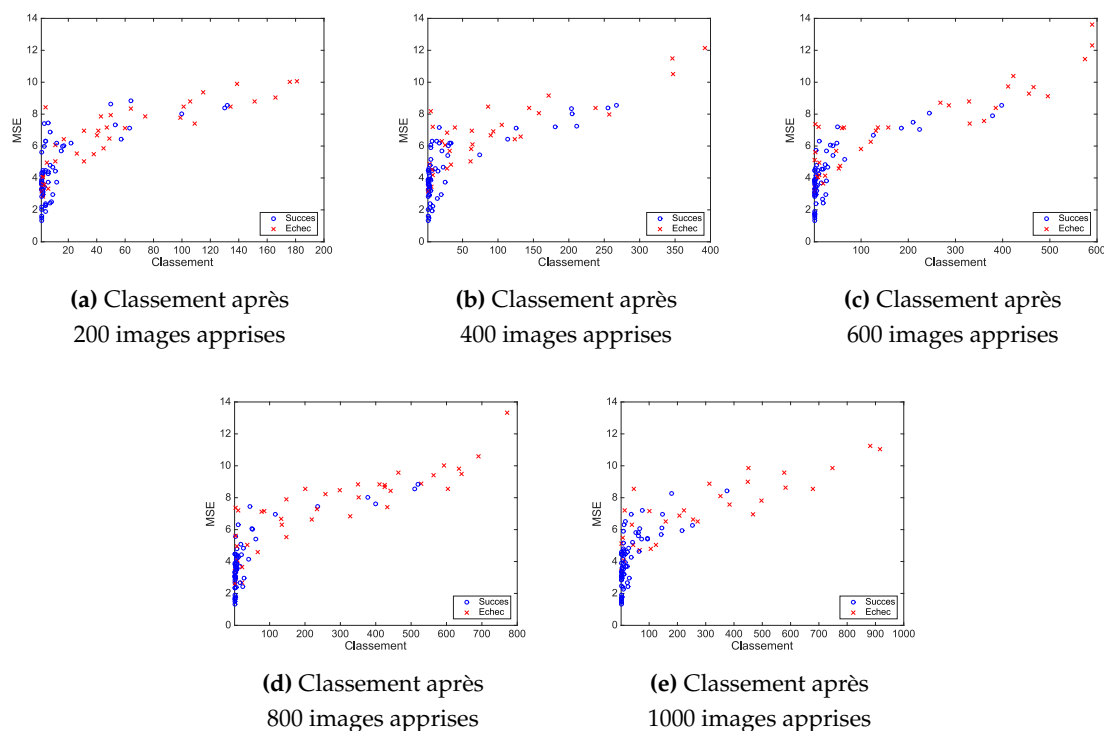 14
12
10
8
6
4
2
0
MSE
20 40 60 80 100 120 140 160 180 200
Classement
Succes
Echec
(a) Classement après
200 images apprises
14
12
10
8
6
4
2
0
MSE
50 100 150 200 250 300 350 400
Classement
Succes
Echec
(b) Classement après
400 images apprises
14
12
10
8
6
4
2
0
MSE
100 200 300 400 500 600
Classement
Succes
Echec
(c) Classement après
600 images apprises
14
12
10
8
6
4
2
0
MSE
100 200 300 400 500 600 700 800
Classement
Succes
Echec
(d) Classement après
800 images apprises
14
12
10
8
6
4
2
0
MSE
100 200 300 400 500 600 700 800 900 1000
Classement
Succes
Echec
(e) Classement après
1000 images apprises